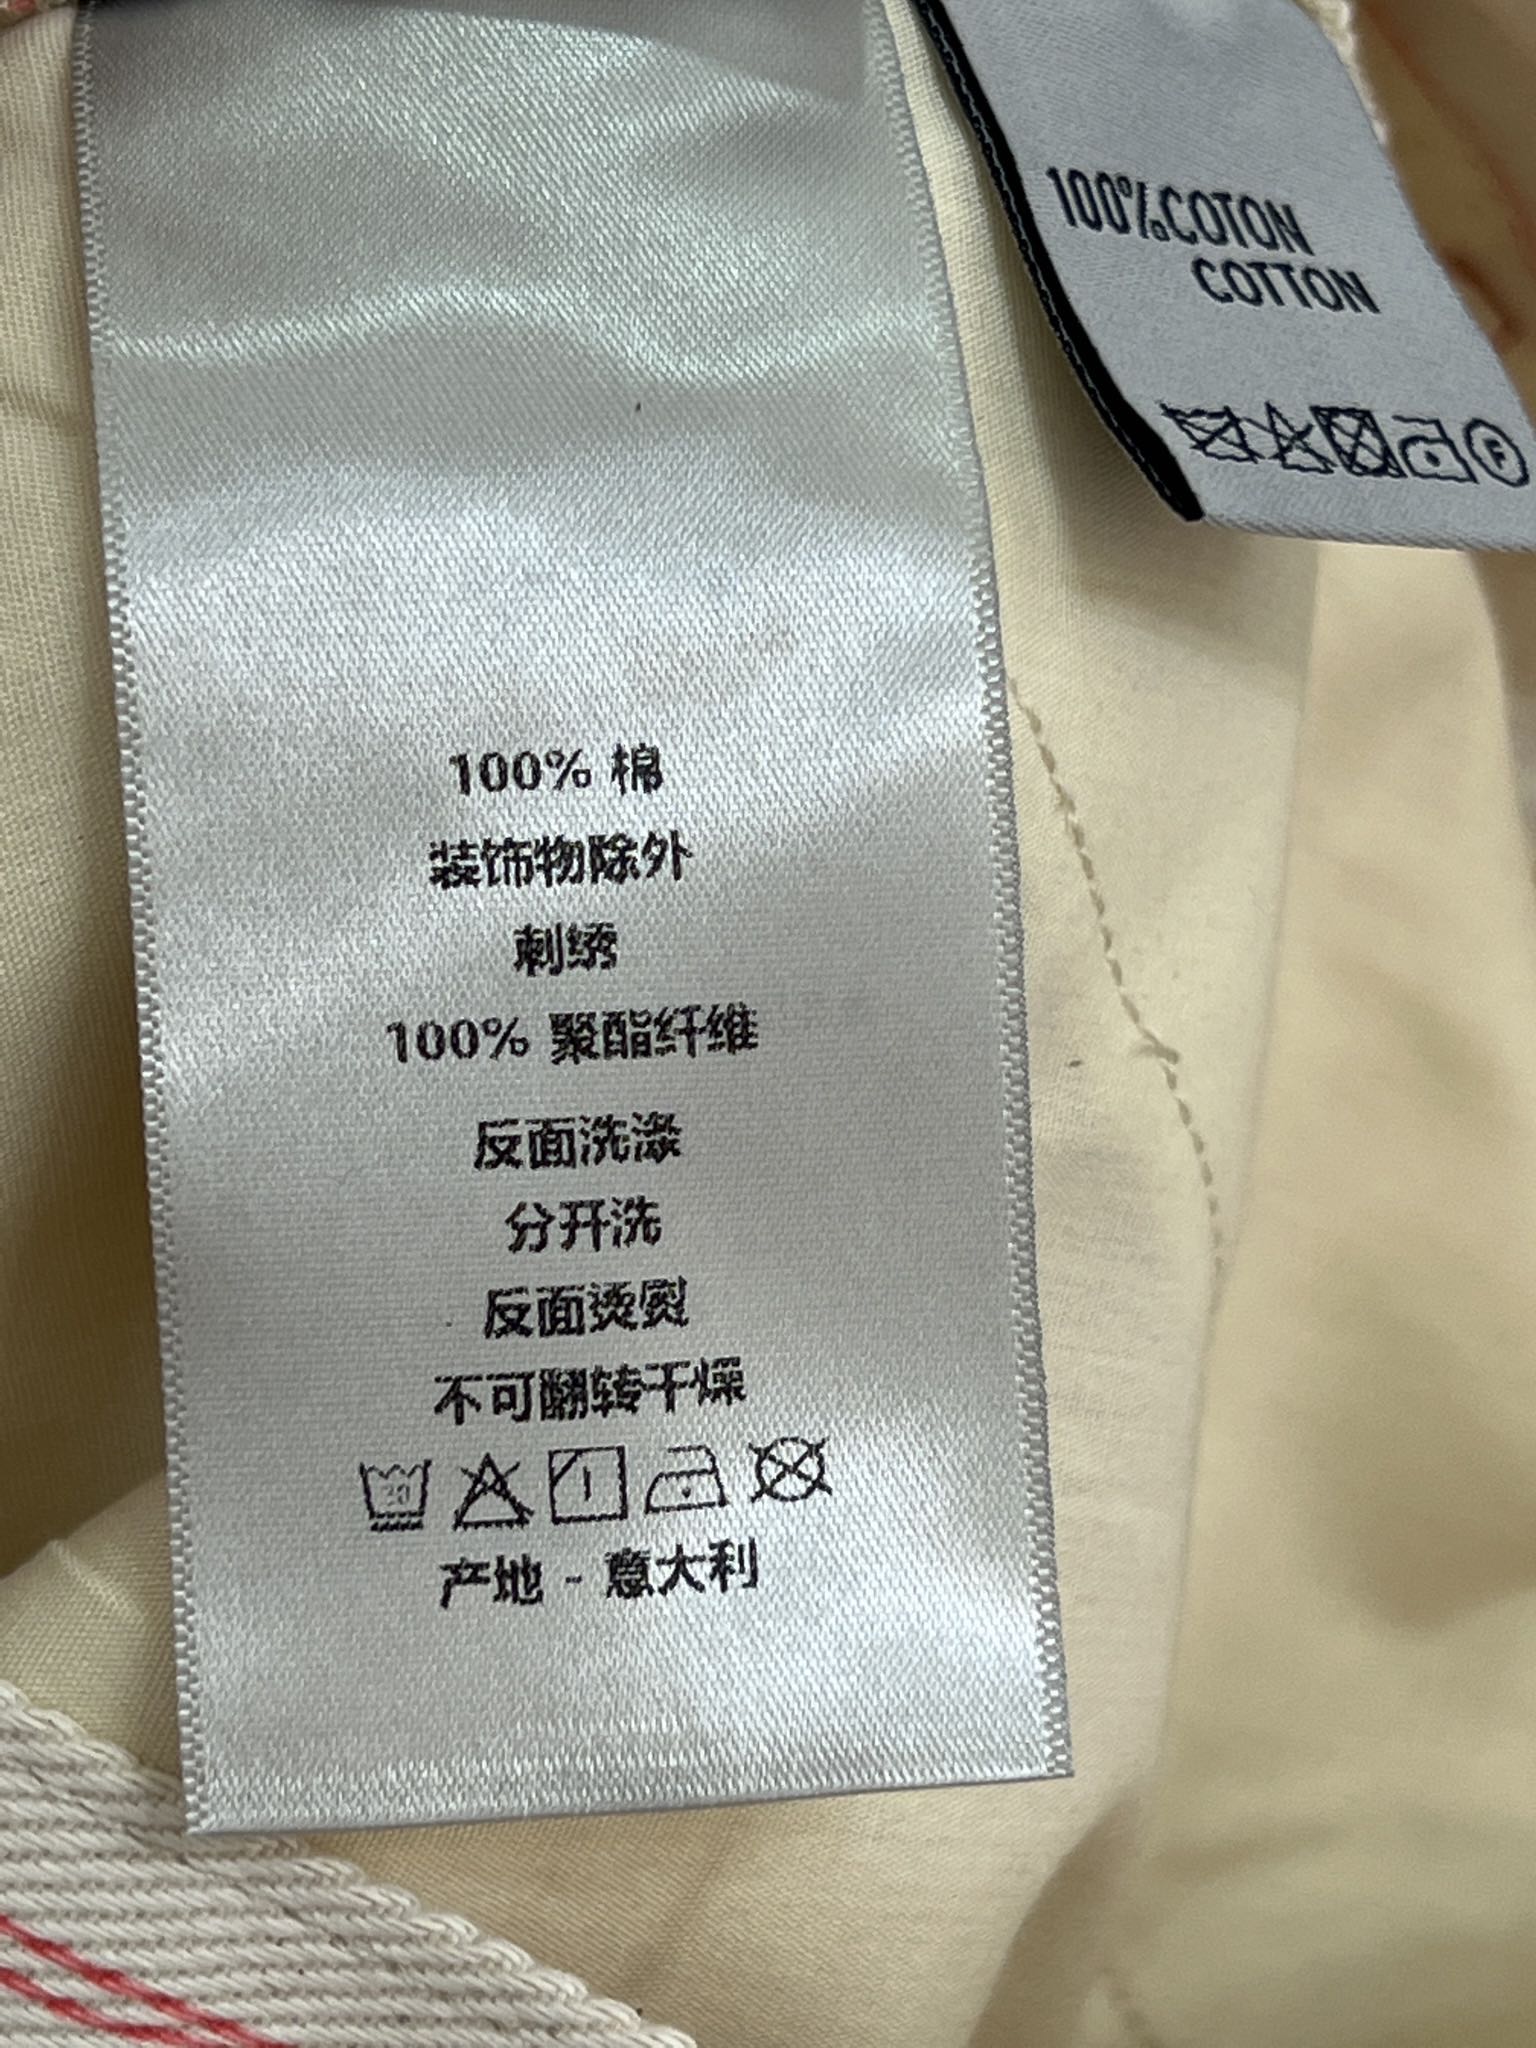 100%COTON
COTTON
F
100% 棉
装饰物除外
刺绣
100% 聚酯纤维
反面洗涤
分开洗
反面烫熨
不可翻转干燥
30
产地 - 意大利